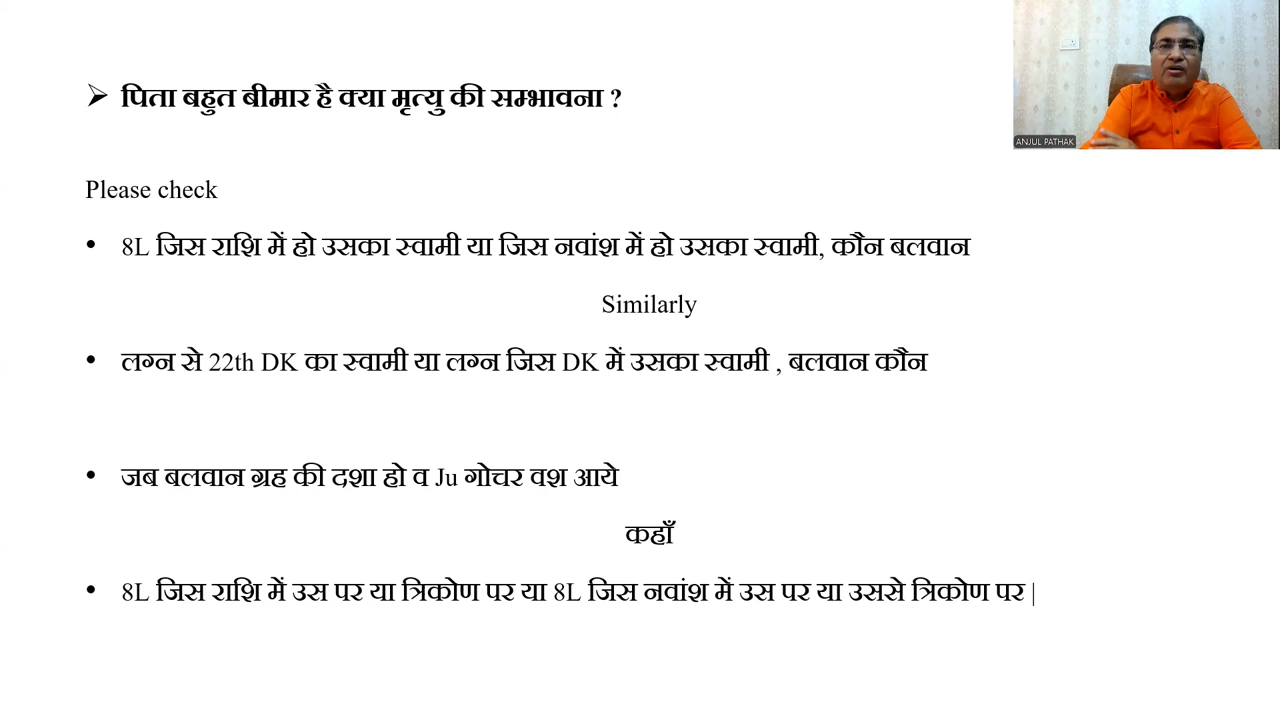 ➢ पिता बहुत बीमार है क्या मृत्यु की सम्भावना ?
ANJUL PATHAK
Please check
• 8L जिस राशि में हो उसका स्वामी या जिस नवांश में हो उसका स्वामी, कौन बलवान
Similarly
• लग्न से 22th DK का स्वामी या लग्न जिस DK में उसका स्वामी , बलवान कौन
• जब बलवान ग्रह की दशा हो व Ju गोचर वश आये
कहाँ
• 8L जिस राशि में उस पर या त्रिकोण पर या 8L जिस नवांश में उस पर या उससे त्रिकोण पर |